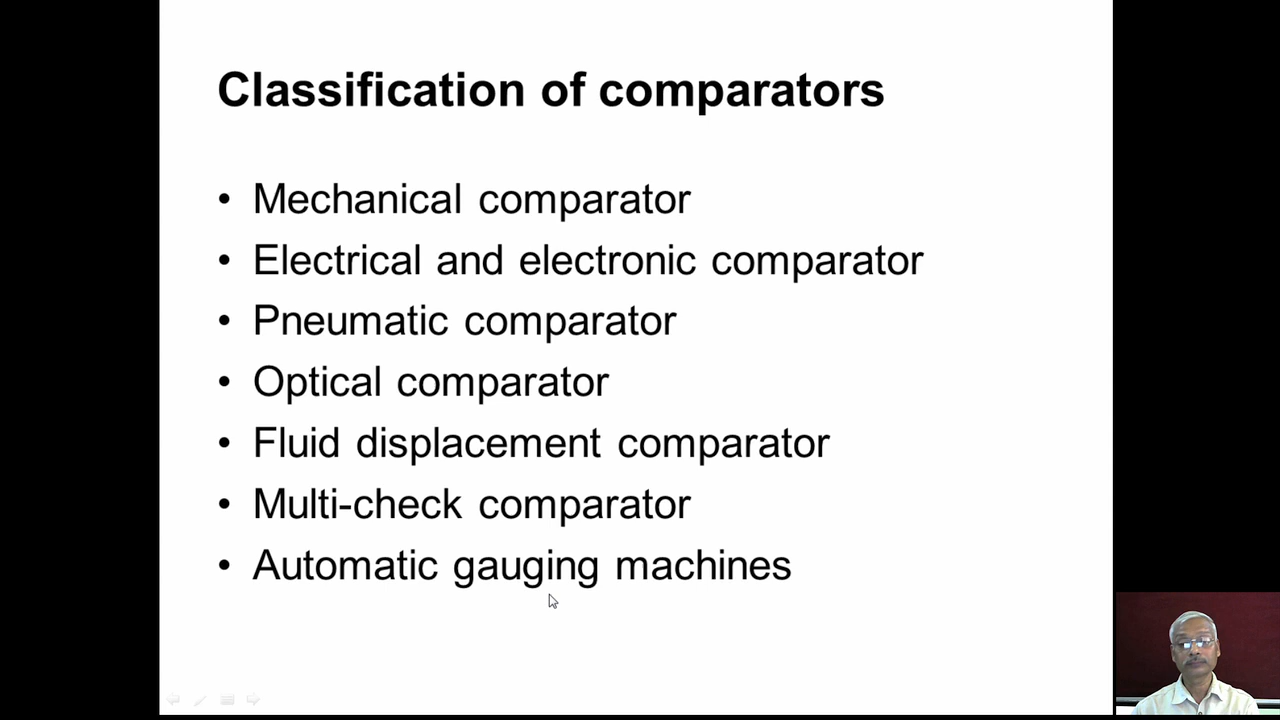 Classification of comparators
• Mechanical comparator
• Electrical and electronic comparator
• Pneumatic comparator
• Optical comparator
• Fluid displacement comparator
• Multi-check comparator
• Automatic gauging machines